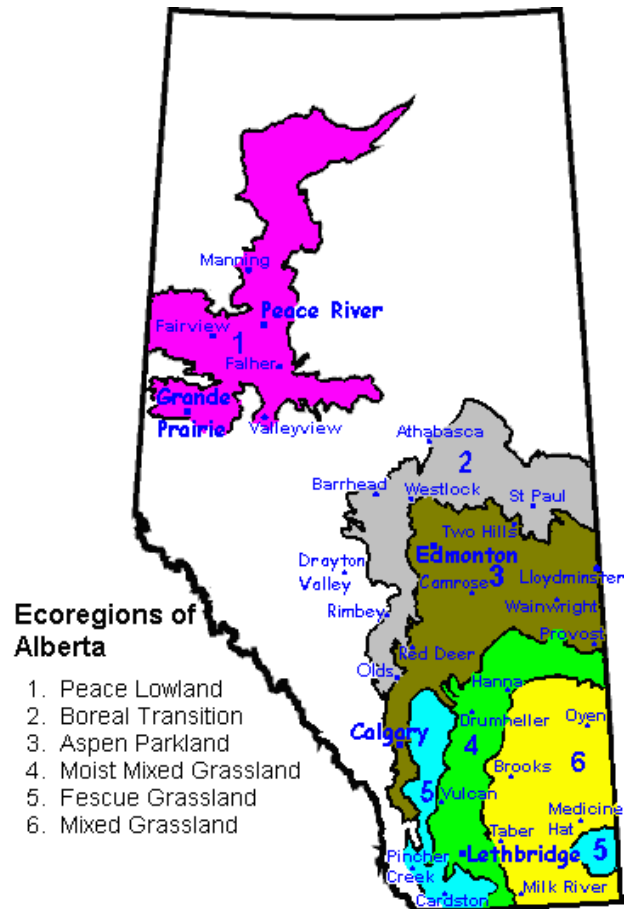 Manning
Peace River
Fairview
1
Falher
Grande
Prairie
Valleyview
Athabasca
2
Barrhead
Westlock
St Paul
Two Hills
Edmonton
Drayton
Valley
3
Lloydminster
Camrose
Wainwright
Rimbey
Provost
Red Deer
Olds
Hanna
Drumheller
Oyen
Calgary
4
6
Brooks
5
Vulcan
Medicine
Hat
Taber
Pincher
Creek
Lethbridge
5
Cardston
Milk River
Ecoregions of
Alberta
1. Peace Lowland
2. Boreal Transition
3. Aspen Parkland
4. Moist Mixed Grassland
5. Fescue Grassland
6. Mixed Grassland